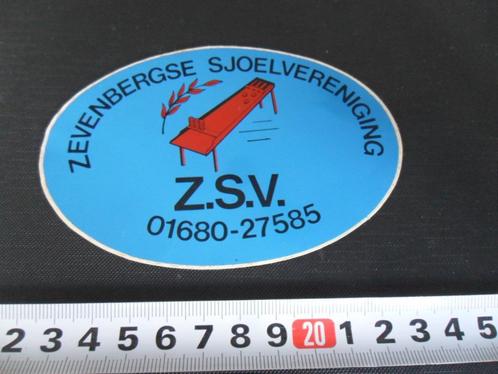 ZEVENBERGSE SJOELVERENIGING
Z.S.V.
01680-27585
2 3 4 5 6 7 8 9 20 1 2 3 4 5